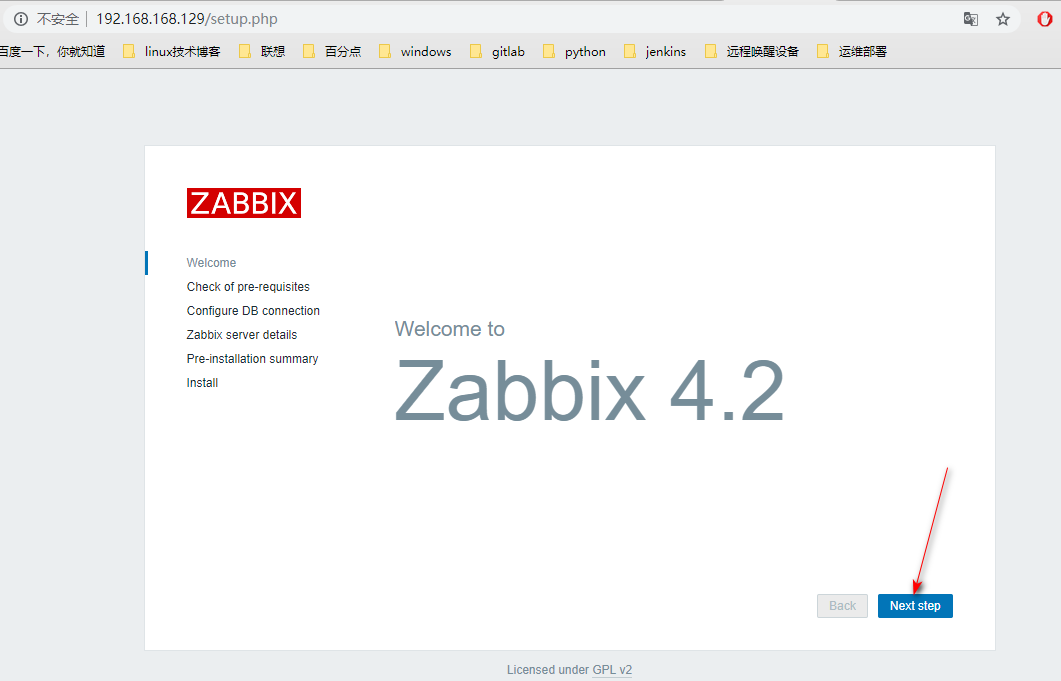 不安全 192.168.168.129/setup.php
百度一下，你就知道 linux技术博客 联想 百分点 windows gitlab python jenkins 远程唤醒设备 运维部署
ZABBIX
Welcome
Check of pre-requisites
Configure DB connection
Zabbix server details
Pre-installation summary
Install
Welcome to
Zabbix 4.2
Back Next step
Licensed under GPL v2